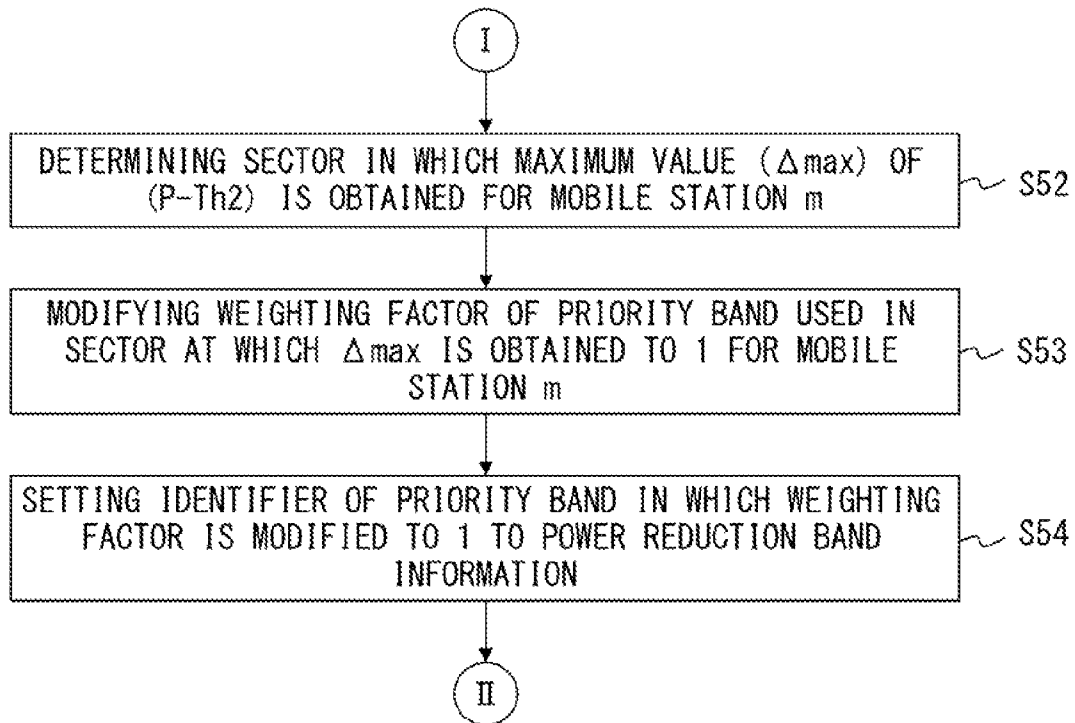 I
DETERMINING SECTOR IN WHICH MAXIMUM VALUE (Δmax) OF
(P-Th2) IS OBTAINED FOR MOBILE STATION m
S52
MODIFYING WEIGHTING FACTOR OF PRIORITY BAND USED IN
SECTOR AT WHICH Δmax IS OBTAINED TO 1 FOR MOBILE
STATION m
S53
SETTING IDENTIFIER OF PRIORITY BAND IN WHICH WEIGHTING
FACTOR IS MODIFIED TO 1 TO POWER REDUCTION BAND
INFORMATION
S54
II